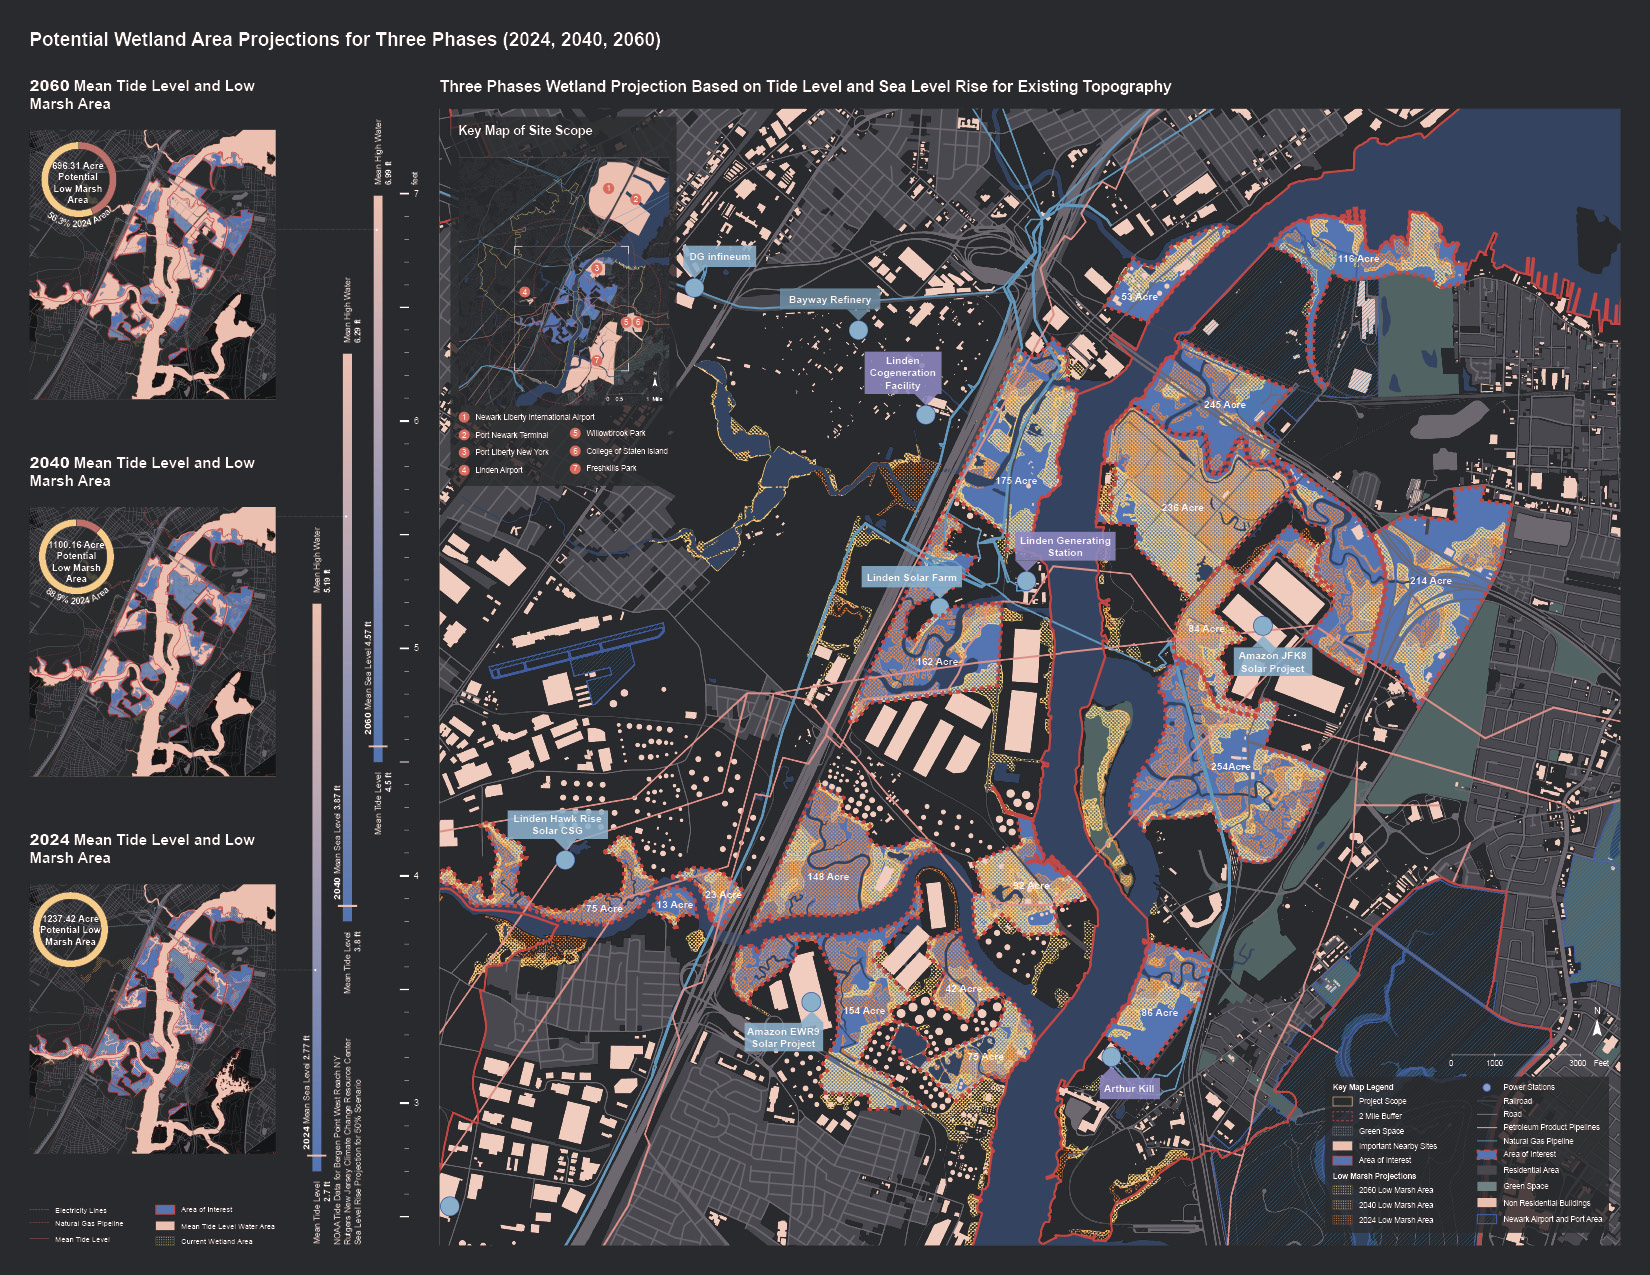 Potential Wetland Area Projections for Three Phases (2024, 2040, 2060)
2060 Mean Tide Level and Low
Marsh Area
696.31 Acre
Potential
Low Marsh
Area
56.3% 2024 Area
2040 Mean Tide Level and Low
Marsh Area
1100.16 Acre
Potential
Low Marsh
Area
88.9% 2024 Area
2024 Mean Tide Level and Low
Marsh Area
1237.42 Acre
Potential Low
Marsh Area
Electricity Lines
Natural Gas Pipeline
Mean Tide Level
Area of Interest
Mean Tide Level Water Area
Current Wetland Area
Mean High Water
5.19 ft
2024 Mean Sea Level 2.77 ft
Mean Tide Level
2.7 ft
Mean High Water
6.29 ft
2040 Mean Sea Level 3.87 ft
Mean Tide Level
3.8 ft
Mean High Water
6.99 ft
2060 Mean Sea Level 4.57 ft
Mean Tide Level
4.5 ft
NOAA Tide Data for Bergen Point West Reach NY
Rutgers New Jersey Climate Change Resource Center
Sea Level Rise Projection for 50% Scenario
feet
7
6
5
4
3
Three Phases Wetland Projection Based on Tide Level and Sea Level Rise for Existing Topography
Key Map of Site Scope
1
2
3
4
5
6
7
N
0 0.5 1 Mile
1 Newark Liberty International Airport
2 Port Newark Terminal
3 Port Liberty New York
4 Linden Airport
5 Willowbrook Park
6 College of Staten Island
7 Freshkills Park
DG infineum
Bayway Refinery
Linden
Cogeneration
Facility
53 Acre
116 Acre
245 Acre
175 Acre
236 Acre
Linden Generating
Station
Linden Solar Farm
214 Acre
84 Acre
162 Acre
Amazon JFK8
Solar Project
254Acre
Linden Hawk Rise
Solar CSG
148 Acre
92 Acre
23 Acre
13 Acre
75 Acre
42 Acre
154 Acre
86 Acre
Amazon EWR9
Solar Project
75 Acre
Arthur Kill
N
0 1000 3000 Feet
Key Map Legend
Project Scope
2 Mile Buffer
Green Space
Important Nearby Sites
Area of Interest
Low Marsh Projections
2060 Low Marsh Area
2040 Low Marsh Area
2024 Low Marsh Area
Power Stations
Railroad
Road
Petroleum Product Pipelines
Natural Gas Pipeline
Area of Interest
Residential Area
Green Space
Non Residential Buildings
Newark Airport and Port Area